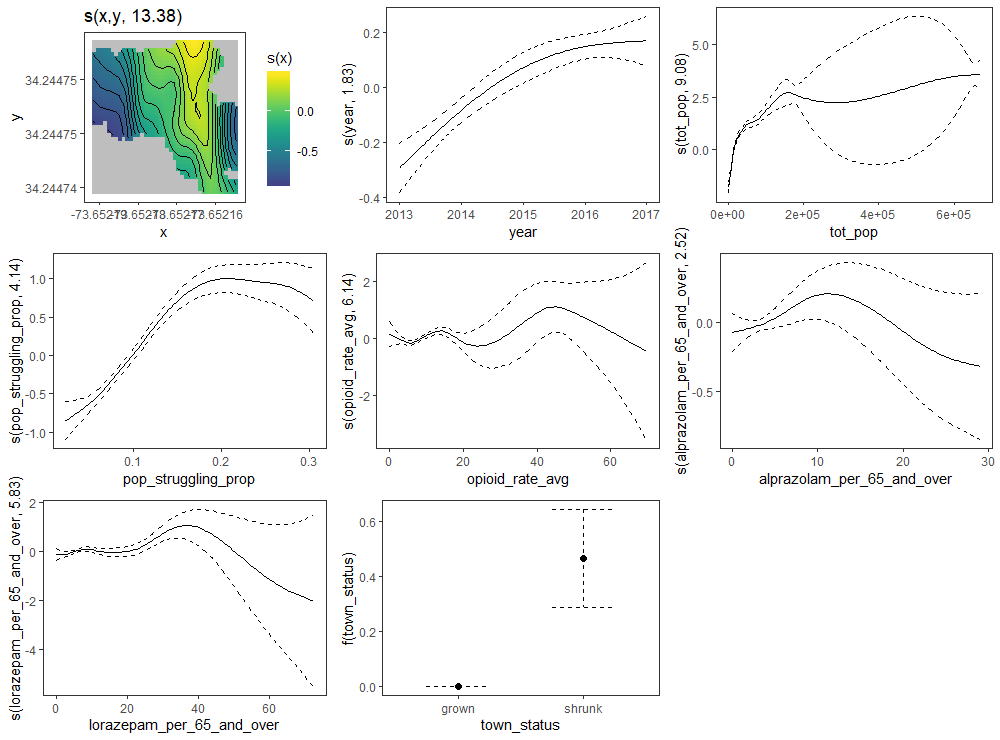 s(x,y, 13.38)
y
34.24475
34.24475
34.24474
-73.65216
x
s(x)
0.0
-0.5
s(year, 1.83)
0.2
0.0
-0.2
-0.4
2013 2014 2015 2016 2017
year
s(tot_pop, 9.08)
5.0
2.5
0.0
0e+00 2e+05 4e+05 6e+05
tot_pop
s(pop_struggling_prop, 4.14)
1.0
0.5
0.0
-0.5
-1.0
0.1 0.2 0.3
pop_struggling_prop
s(opioid_rate_avg, 6.14)
2
0
-2
0 20 40 60
opioid_rate_avg
s(alprazolam_per_65_and_over, 2.52)
0.0
-0.5
0 10 20 30
alprazolam_per_65_and_over
s(lorazepam_per_65_and_over, 5.83)
2
0
-2
-4
0 20 40 60
lorazepam_per_65_and_over
f(town_status)
0.6
0.4
0.2
0.0
grown shrunk
town_status